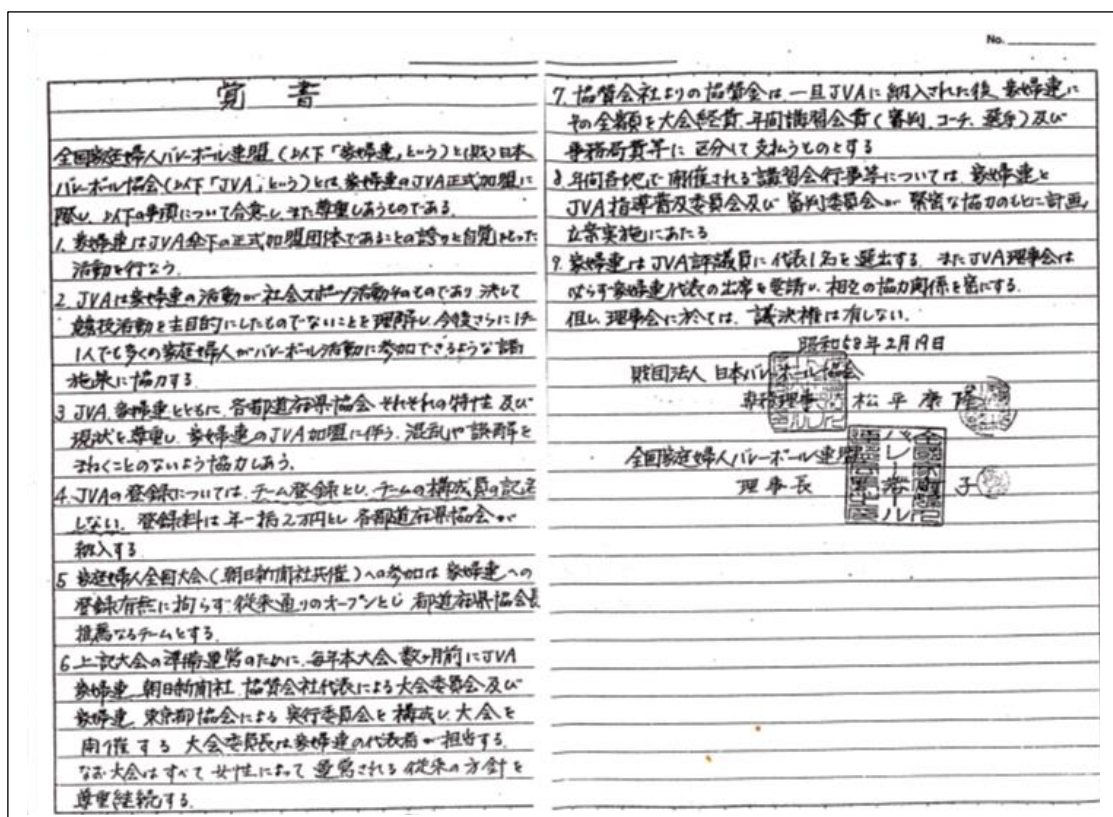 No.
覚書
全国家庭婦人バレーボール連盟(以下「家婦連」という)と(財)日本
バレーボール協会(以下「JVA」という)とは、家婦連のJVA正式加盟に
際し、以下の事項について合意し、また尊重しあうものである。
1. 家婦連はJVA傘下の正式加盟団体であることの誇りと自覚をもった
活動を行なう。
2. JVAは家婦連の活動が社会スポーツ活動そのものであり、決して
競技活動を主目的にしたものでないことを理解し、今後さらに
1人でも多くの家庭婦人がバレーボール活動に参加できるような諸
施策に協力する
3. JVA、家婦連とともに、各都道府県協会それぞれの特性及び
現状を尊重し、家婦連のJVA加盟に伴う、混乱や誤解を
まねくことのないよう協力しあう。
4. JVAの登録については、チーム登録とし、チームの構成員の記述
しない。登録料は年一括2万円とし各都道府県協会が
納入する
5 家庭婦人全国大会(朝日新聞社共催)への参加は家婦連への
登録有無に拘らず、従来通りのオープンとし、都道府県協会長
推薦なるチームとする。
6. 上記大会の準備運営のために、毎年本大会、数ヶ月前にJVA
家婦連、朝日新聞社、協賛会社代表による大会委員会及び
家婦連、東京都協会による実行委員会を構成し、大会を
開催する 大会委員長は家婦連の代表者が担当する。
なお大会はすべて女性によって運営される従来の方針を
尊重継続する。
7. 協賛会社よりの協賛金は、一旦JVAに納入された後、家婦連に
その全額を大会経費、年間講習会費(審判、コーチ、選手)及び
事務局費等に区分して支払うものとする
8. 年間各地で開催される講習会行事等については、家婦連と
JVA指導普及委員会及び審判委員会が緊密な協力のもとに計画,
立案実施にあたる
9. 家婦連はJVA評議員に代表1名を選出する。またJVA理事会は
必らず家婦連代表の出席を要請し、相互の協力関係を密にする。
但し、理事会に於ては、議決権は有しない。
昭和58年2月19日
財団法人 日本バレーボール協会
専務理事 松平康隆
全国家庭婦人バレーボール連盟
理事長 子